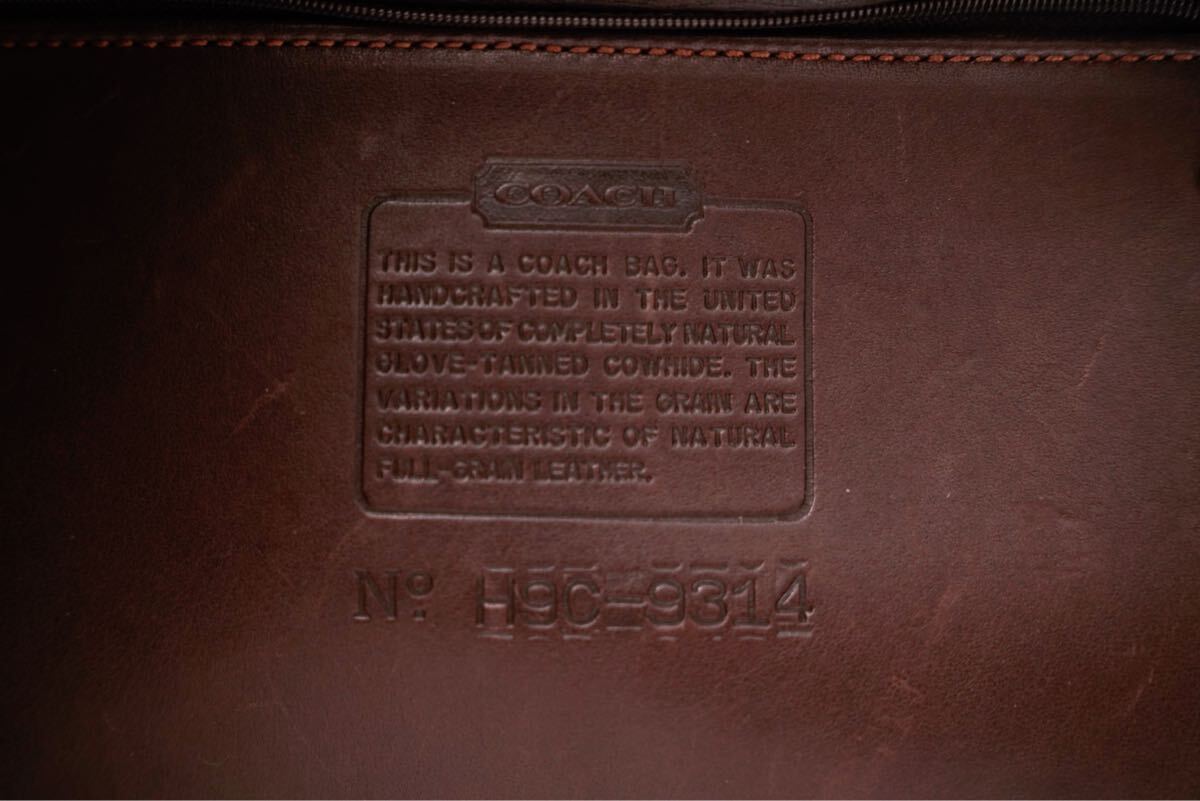 COACH
THIS IS A COACH BAG. IT WAS
HANDCRAFTED IN THE UNITED
STATES OF COMPLETELY NATURAL
GLOVE-TANNED COWHIDE. THE
VARIATIONS IN THE GRAIN ARE
CHARACTERISTIC OF NATURAL
FULL-GRAIN LEATHER.
Nº H9C-9314